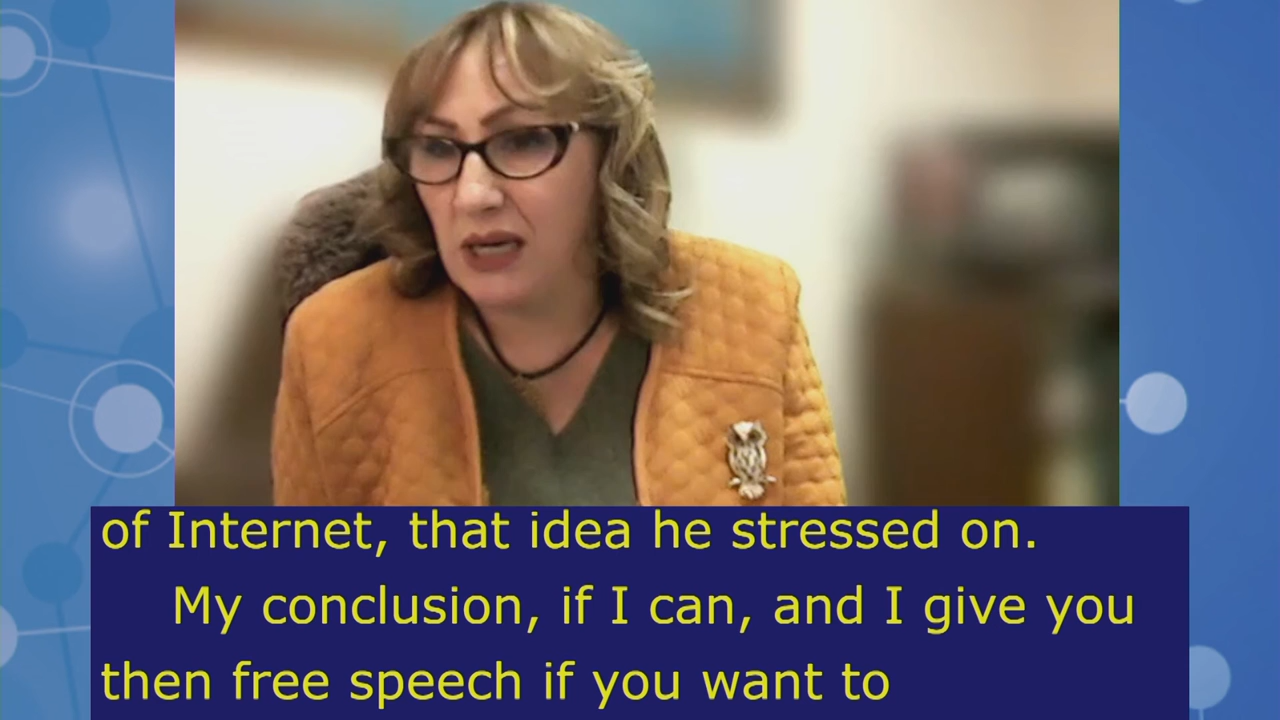 of Internet, that idea he stressed on.
My conclusion, if I can, and I give you
then free speech if you want to